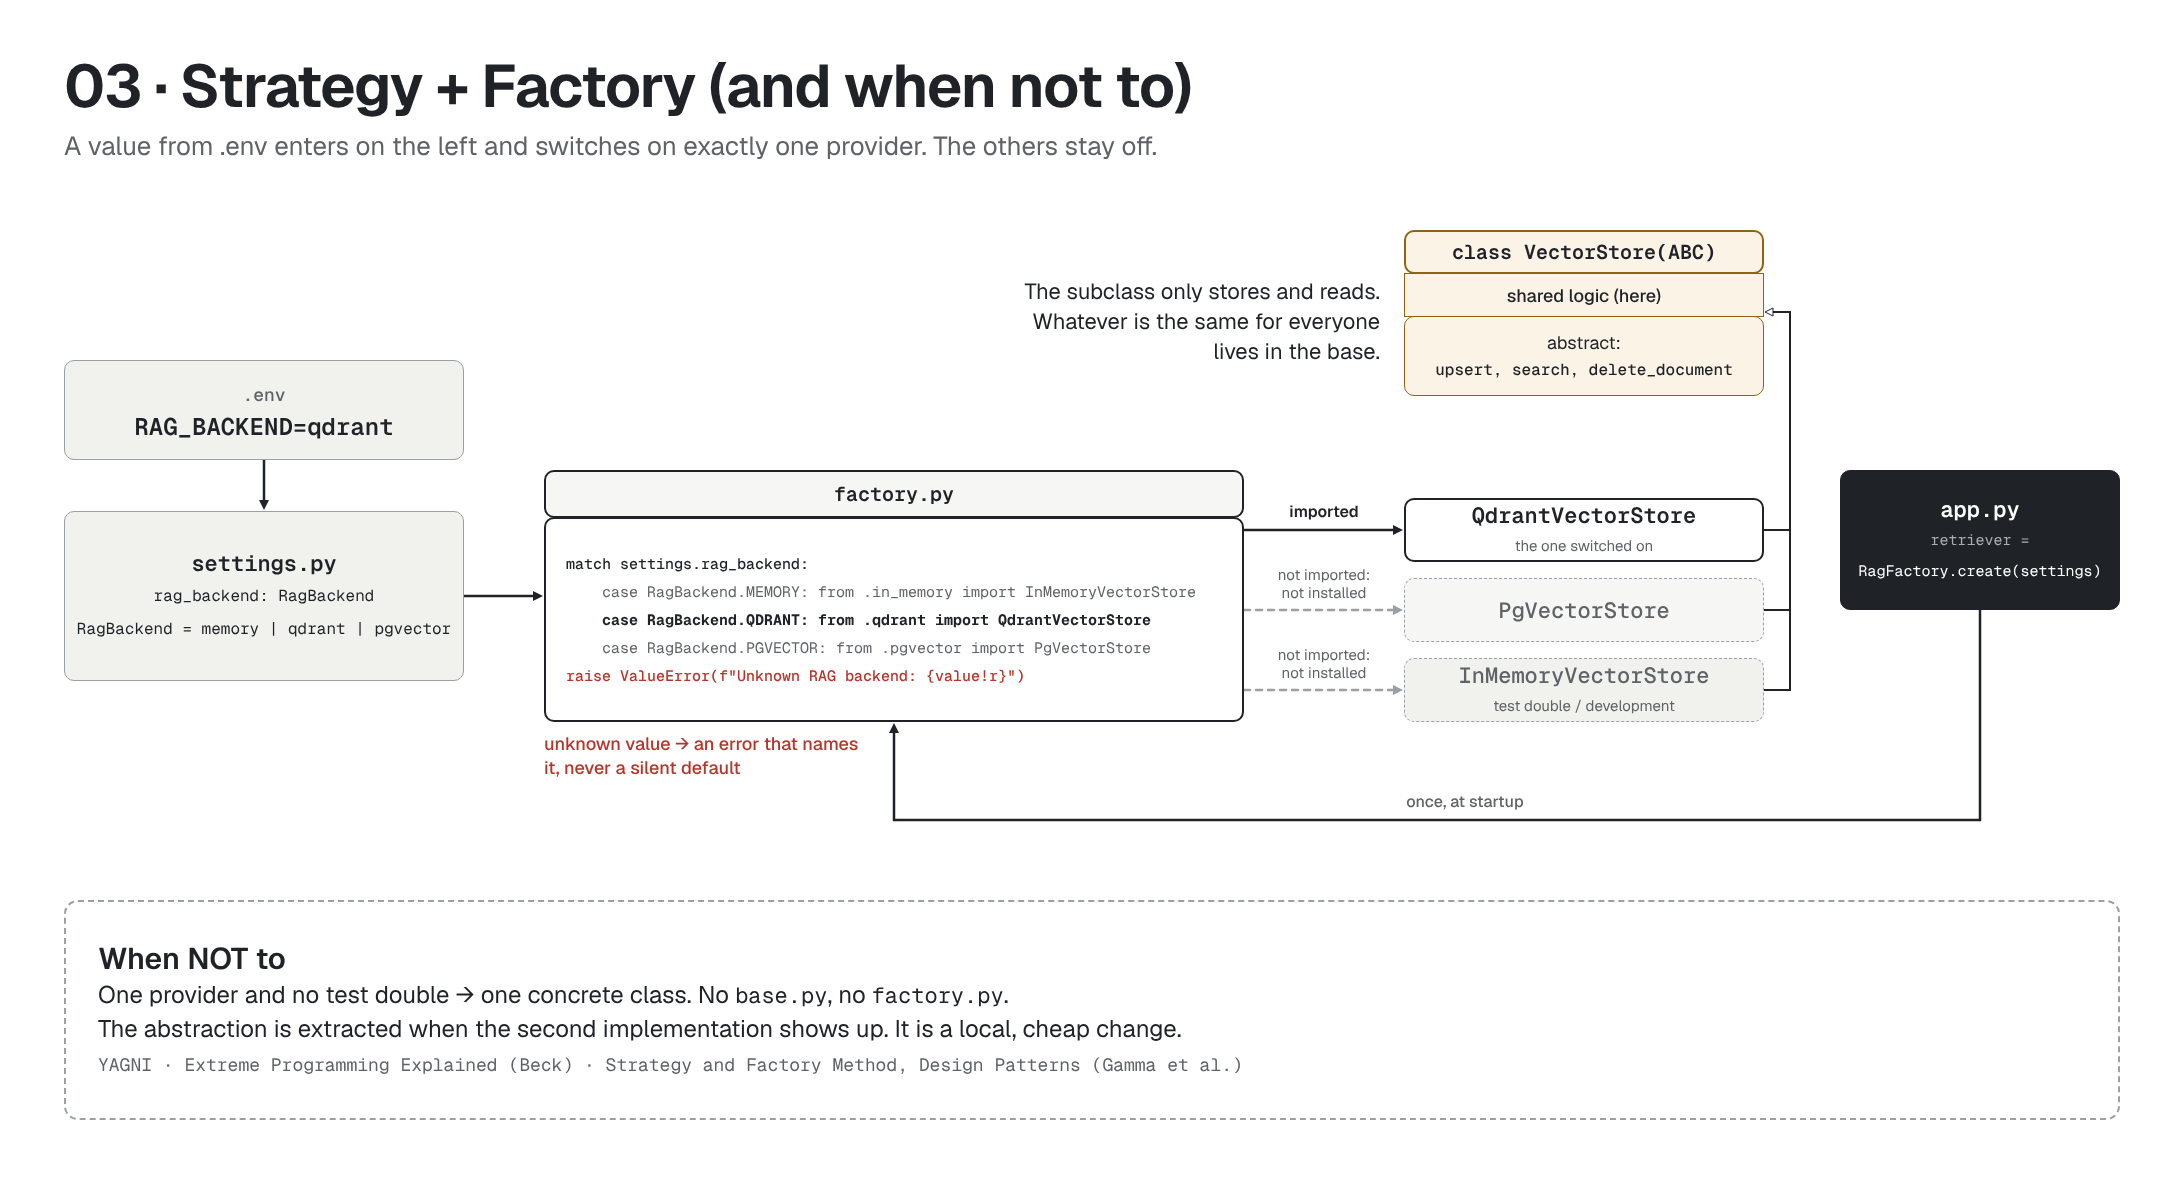 03 · Strategy + Factory (and when not to)
A value from .env enters on the left and switches on exactly one provider. The others stay off.
class VectorStore(ABC)
shared logic (here)
abstract:
upsert, search, delete_document
The subclass only stores and reads.
Whatever is the same for everyone
lives in the base.
.env
RAG_BACKEND=qdrant
settings.py
rag_backend: RagBackend
RagBackend = memory | qdrant | pgvector
factory.py
match settings.rag_backend:
    case RagBackend.MEMORY: from .in_memory import InMemoryVectorStore
    case RagBackend.QDRANT: from .qdrant import QdrantVectorStore
    case RagBackend.PGVECTOR: from .pgvector import PgVectorStore
raise ValueError(f"Unknown RAG backend: {value!r}")
unknown value → an error that names
it, never a silent default
imported
not imported:
not installed
not imported:
not installed
QdrantVectorStore
the one switched on
PgVectorStore
InMemoryVectorStore
test double / development
app.py
retriever =
RagFactory.create(settings)
once, at startup
When NOT to
One provider and no test double → one concrete class. No base.py, no factory.py.
The abstraction is extracted when the second implementation shows up. It is a local, cheap change.
YAGNI · Extreme Programming Explained (Beck) · Strategy and Factory Method, Design Patterns (Gamma et al.)